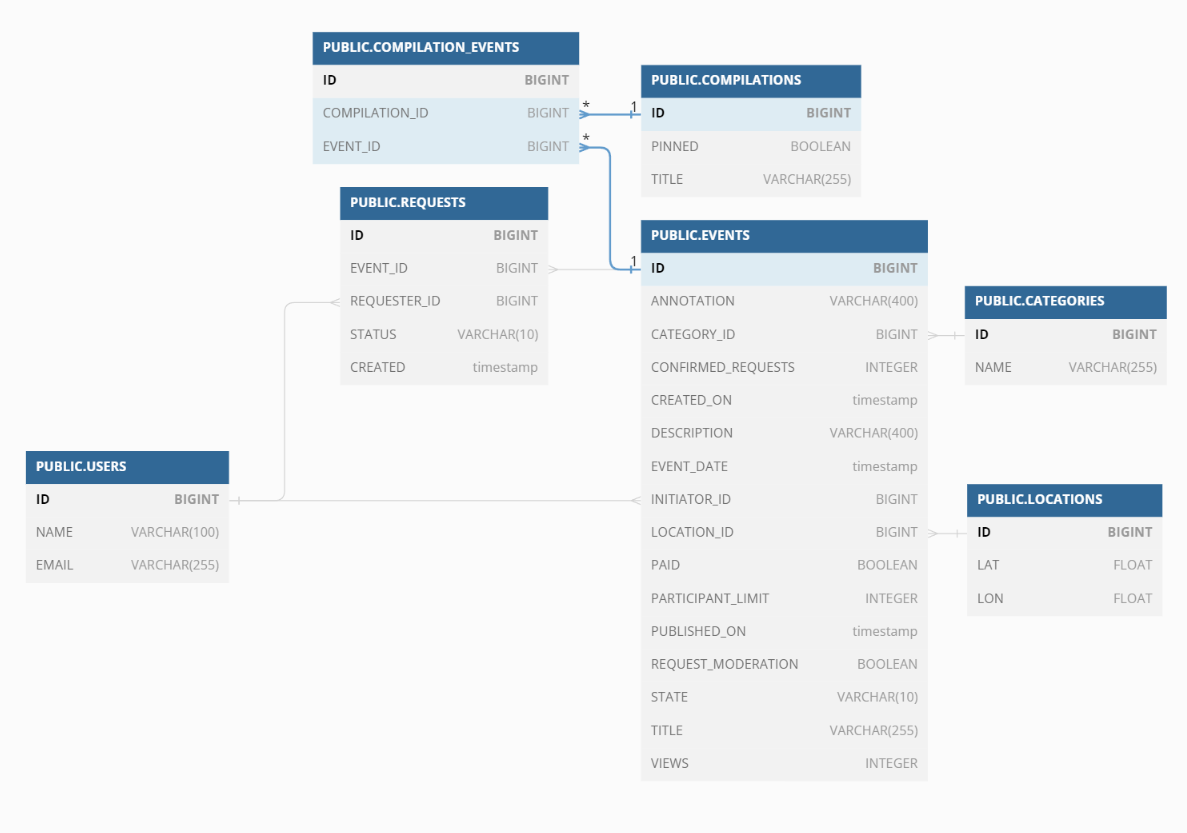 PUBLIC.COMPILATION_EVENTS
ID BIGINT
COMPILATION_ID BIGINT
EVENT_ID BIGINT
* 1
* 1
PUBLIC.COMPILATIONS
ID BIGINT
PINNED BOOLEAN
TITLE VARCHAR(255)
PUBLIC.REQUESTS
ID BIGINT
EVENT_ID BIGINT
REQUESTER_ID BIGINT
STATUS VARCHAR(10)
CREATED timestamp
PUBLIC.EVENTS
ID BIGINT
ANNOTATION VARCHAR(400)
CATEGORY_ID BIGINT
CONFIRMED_REQUESTS INTEGER
CREATED_ON timestamp
DESCRIPTION VARCHAR(400)
EVENT_DATE timestamp
INITIATOR_ID BIGINT
LOCATION_ID BIGINT
PAID BOOLEAN
PARTICIPANT_LIMIT INTEGER
PUBLISHED_ON timestamp
REQUEST_MODERATION BOOLEAN
STATE VARCHAR(10)
TITLE VARCHAR(255)
VIEWS INTEGER
PUBLIC.CATEGORIES
ID BIGINT
NAME VARCHAR(255)
PUBLIC.USERS
ID BIGINT
NAME VARCHAR(100)
EMAIL VARCHAR(255)
PUBLIC.LOCATIONS
ID BIGINT
LAT FLOAT
LON FLOAT